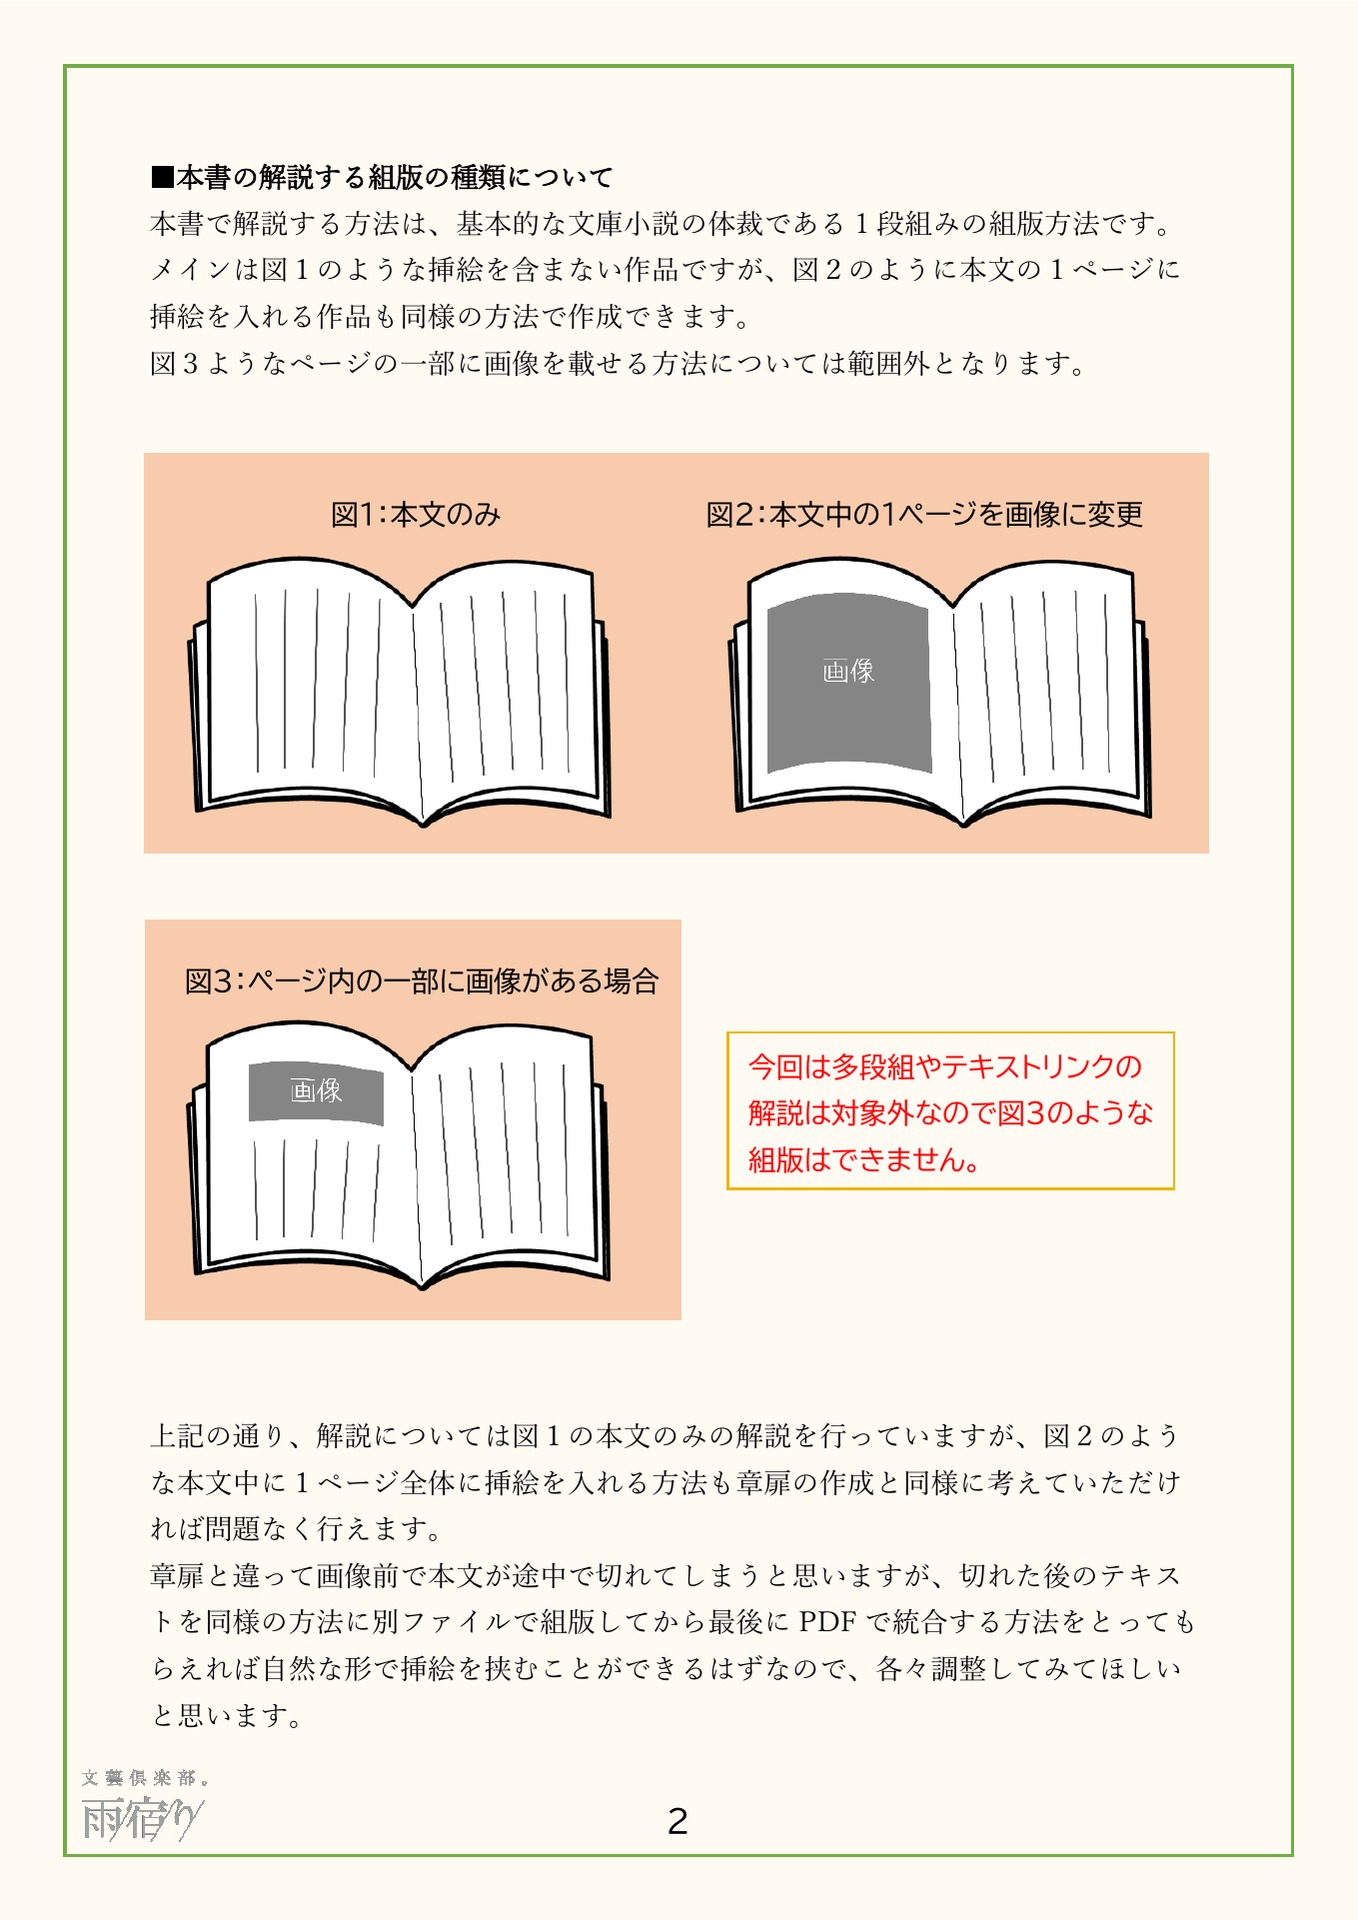 ■本書の解説する組版の種類について
本書で解説する方法は、基本的な文庫小説の体裁である１段組みの組版方法です。
メインは図１のような挿絵を含まない作品ですが、図２のように本文の１ページに
挿絵を入れる作品も同様の方法で作成できます。
図３ようなページの一部に画像を載せる方法については範囲外となります。
図1：本文のみ
図2：本文中の1ページを画像に変更
画像
図3：ページ内の一部に画像がある場合
画像
今回は多段組やテキストリンクの
解説は対象外なので図3のような
組版はできません。
上記の通り、解説については図１の本文のみの解説を行っていますが、図２のよう
な本文中に１ページ全体に挿絵を入れる方法も章扉の作成と同様に考えていただけ
れば問題なく行えます。
章扉と違って画像前で本文が途中で切れてしまうと思いますが、切れた後のテキス
トを同様の方法に別ファイルで組版してから最後に PDF で統合する方法をとっても
らえれば自然な形で挿絵を挟むことができるはずなので、各々調整してみてほしい
と思います。
文藝倶楽部。
雨宿り
2